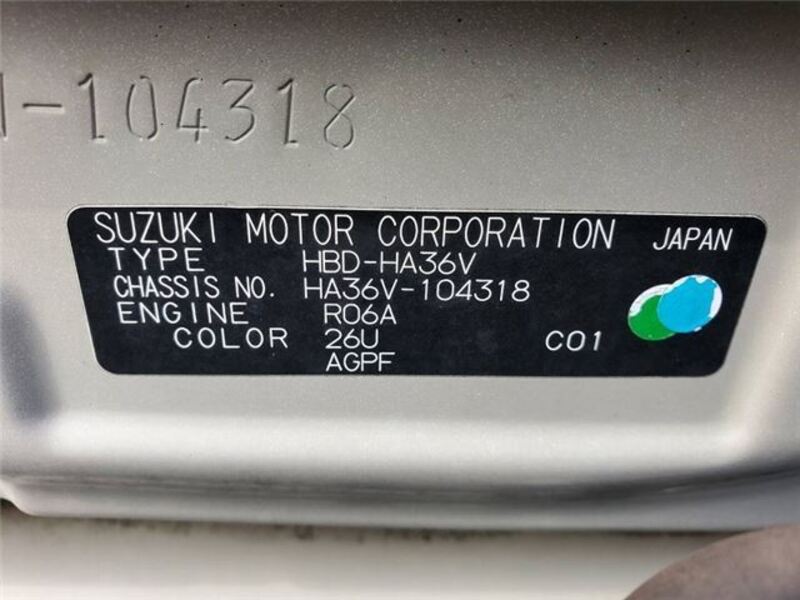 -104318
SUZUKI MOTOR CORPORATION JAPAN
TYPE HBD-HA36V
CHASSIS NO. HA36V-104318
ENGINE R06A
COLOR 26U C01
AGPF